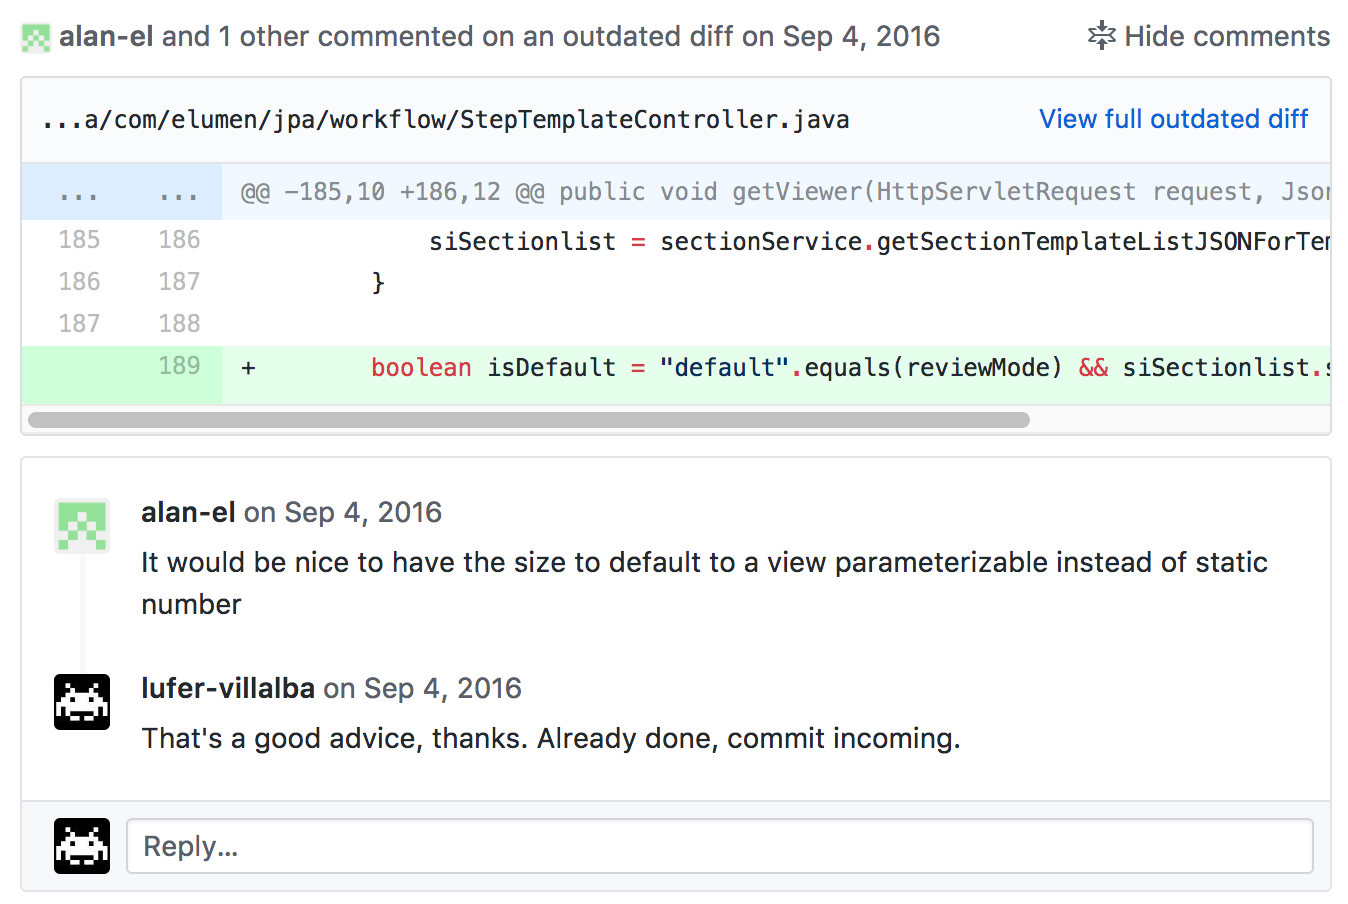 alan-el and 1 other commented on an outdated diff on Sep 4, 2016 Hide comments
...a/com/elumen/jpa/workflow/StepTemplateController.java View full outdated diff
... ... @@ -185,10 +186,12 @@ public void getViewer(HttpServletRequest request, Json
185 186 siSectionlist = sectionService.getSectionTemplateListJSONForTem
186 187 }
187 188
189 + boolean isDefault = "default".equals(reviewMode) && siSectionlist.s
alan-el on Sep 4, 2016
It would be nice to have the size to default to a view parameterizable instead of static
number
lufer-villalba on Sep 4, 2016
That's a good advice, thanks. Already done, commit incoming.
Reply...